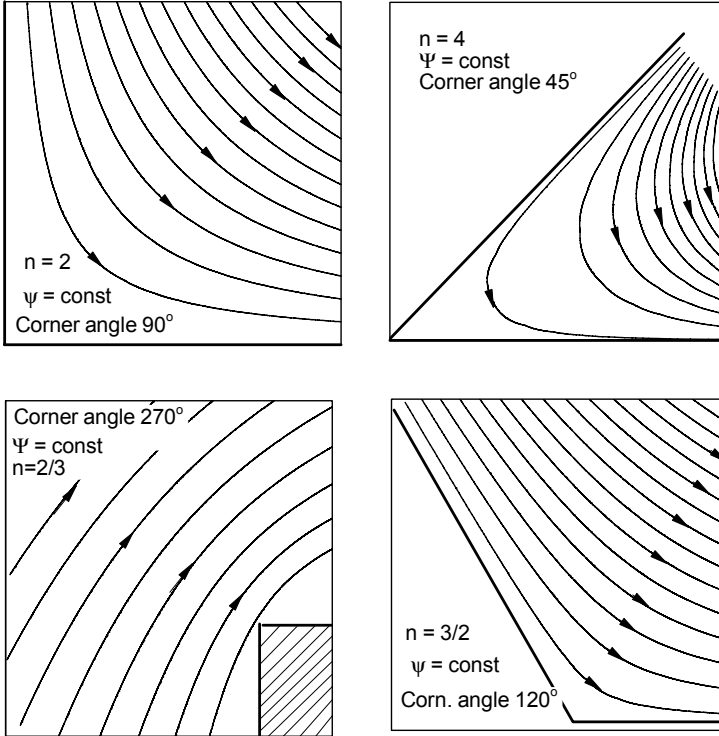 n = 2
ψ = const
Corner angle 90°
n = 4
Ψ = const
Corner angle 45°
Corner angle 270°
Ψ = const
n=2/3
n = 3/2
ψ = const
Corn. angle 120°